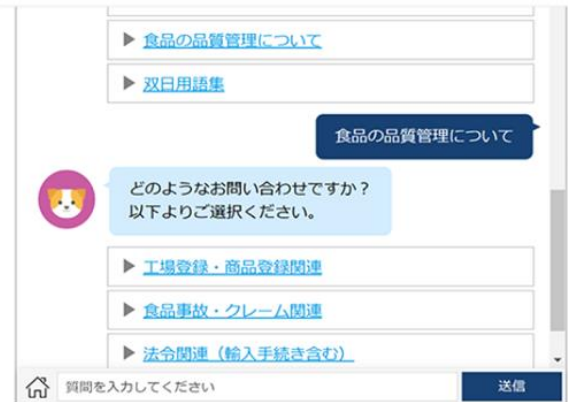 ▶ 食品の品質管理について
▶ 双日用語集
食品の品質管理について
どのようなお問い合わせですか？
以下よりご選択ください。
▶ 工場登録・商品登録関連
▶ 食品事故・クレーム関連
▶ 法令関連（輸入手続き含む）
質問を入力してください
送信